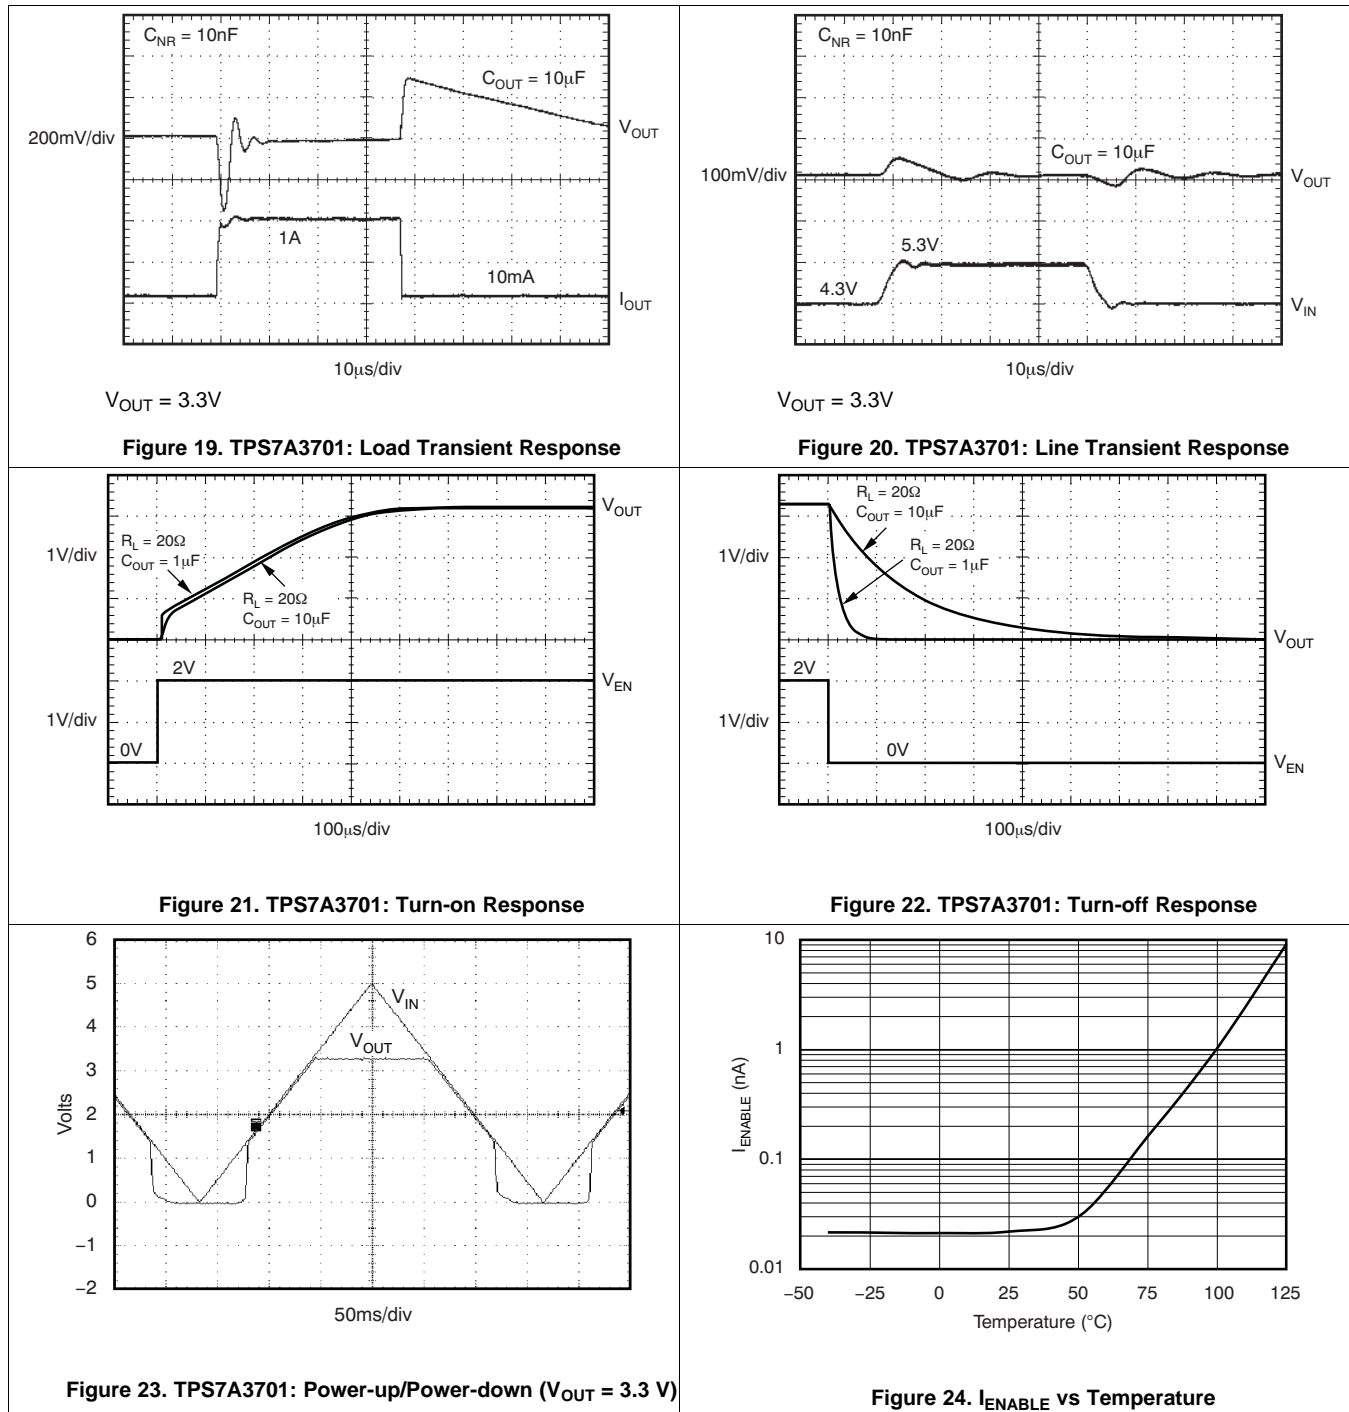 C_NR = 10nF
C_OUT = 10μF
200mV/div
V_OUT
1A
10mA
I_OUT
10μs/div
V_OUT = 3.3V
Figure 19. TPS7A3701: Load Transient Response
C_NR = 10nF
C_OUT = 10μF
100mV/div
V_OUT
5.3V
4.3V
V_IN
10μs/div
V_OUT = 3.3V
Figure 20. TPS7A3701: Line Transient Response
V_OUT
1V/div
R_L = 20Ω
C_OUT = 1μF
R_L = 20Ω
C_OUT = 10μF
2V
V_EN
1V/div
0V
100μs/div
Figure 21. TPS7A3701: Turn-on Response
R_L = 20Ω
C_OUT = 10μF
R_L = 20Ω
C_OUT = 1μF
1V/div
V_OUT
2V
1V/div
0V
V_EN
100μs/div
Figure 22. TPS7A3701: Turn-off Response
6
5
4
3
2
1
0
−1
−2
Volts
V_IN
V_OUT
50ms/div
Figure 23. TPS7A3701: Power-up/Power-down (V_OUT = 3.3 V)
10
1
0.1
0.01
I_ENABLE (nA)
−50 −25 0 25 50 75 100 125
Temperature (°C)
Figure 24. I_ENABLE vs Temperature